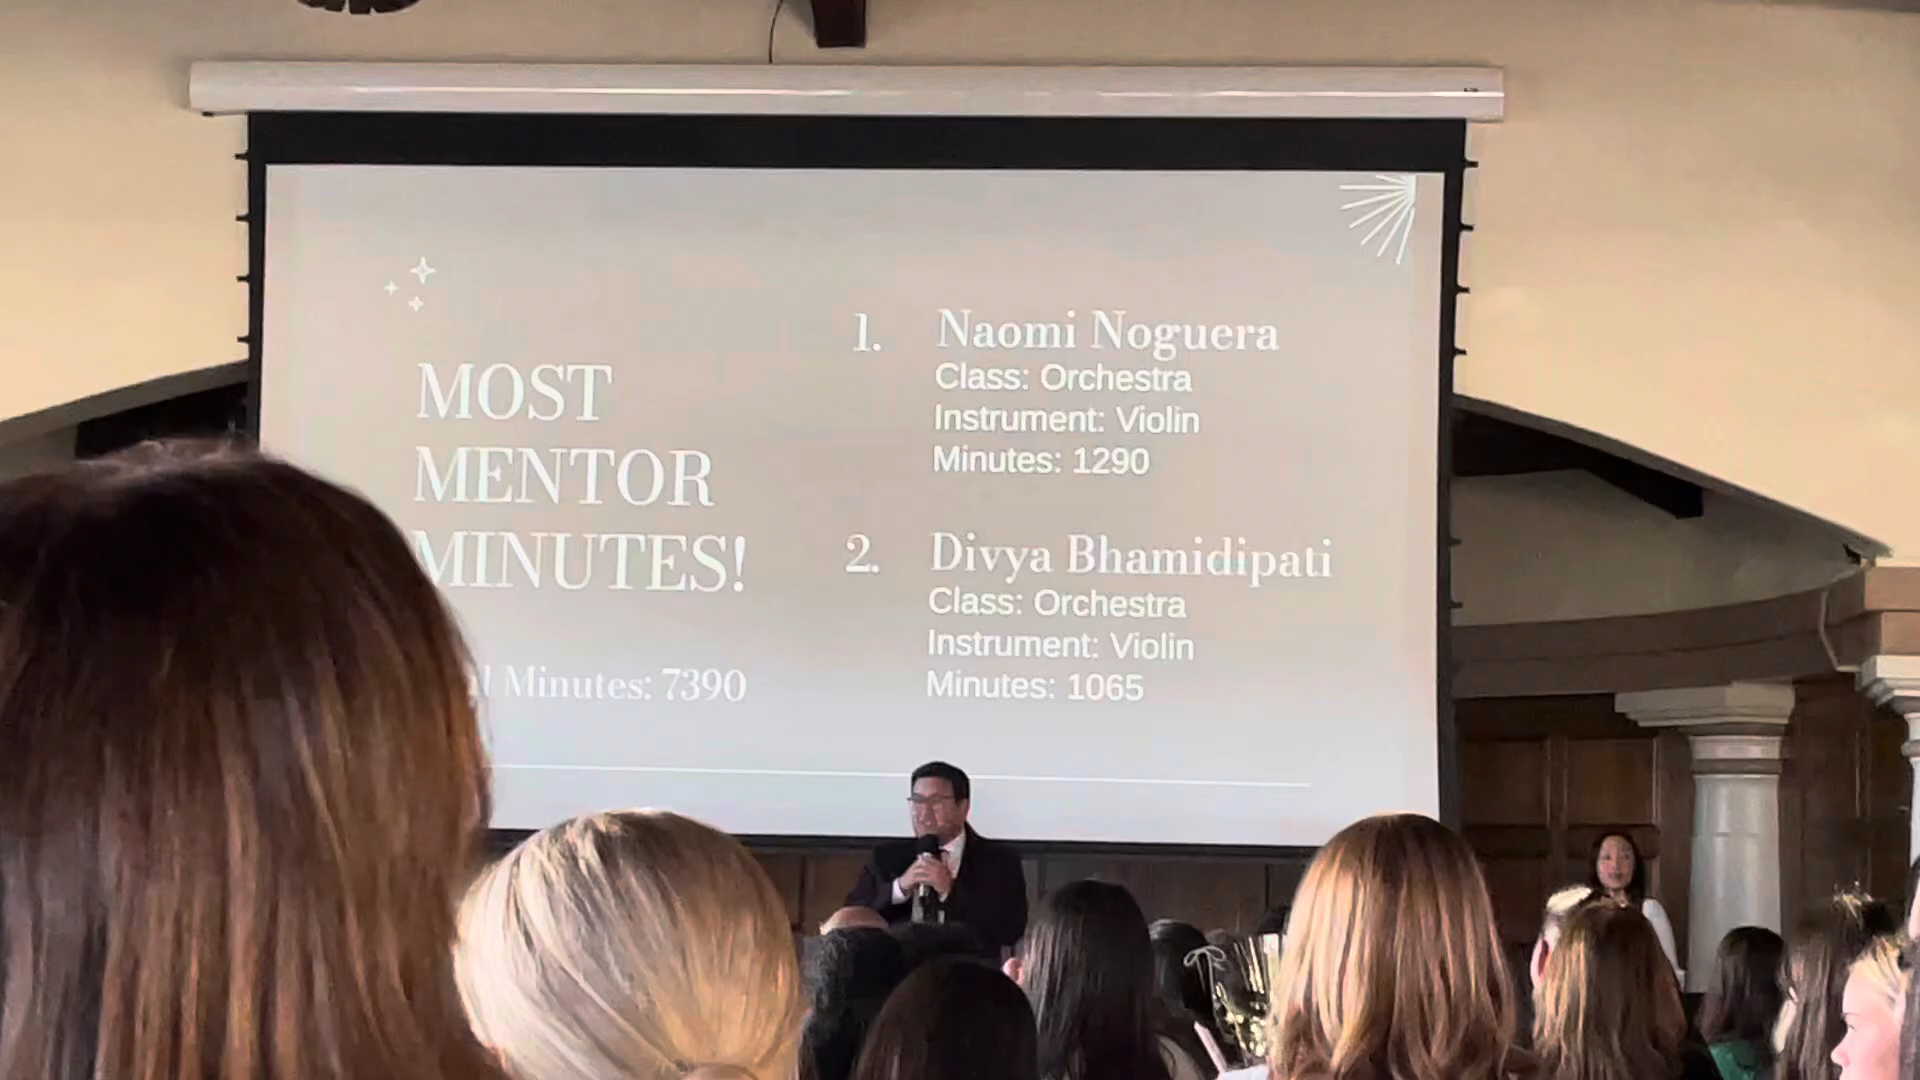 MOST
MENTOR
MINUTES!
Minutes: 7390
1. Naomi Noguera
Class: Orchestra
Instrument: Violin
Minutes: 1290
2. Divya Bhamidipati
Class: Orchestra
Instrument: Violin
Minutes: 1065